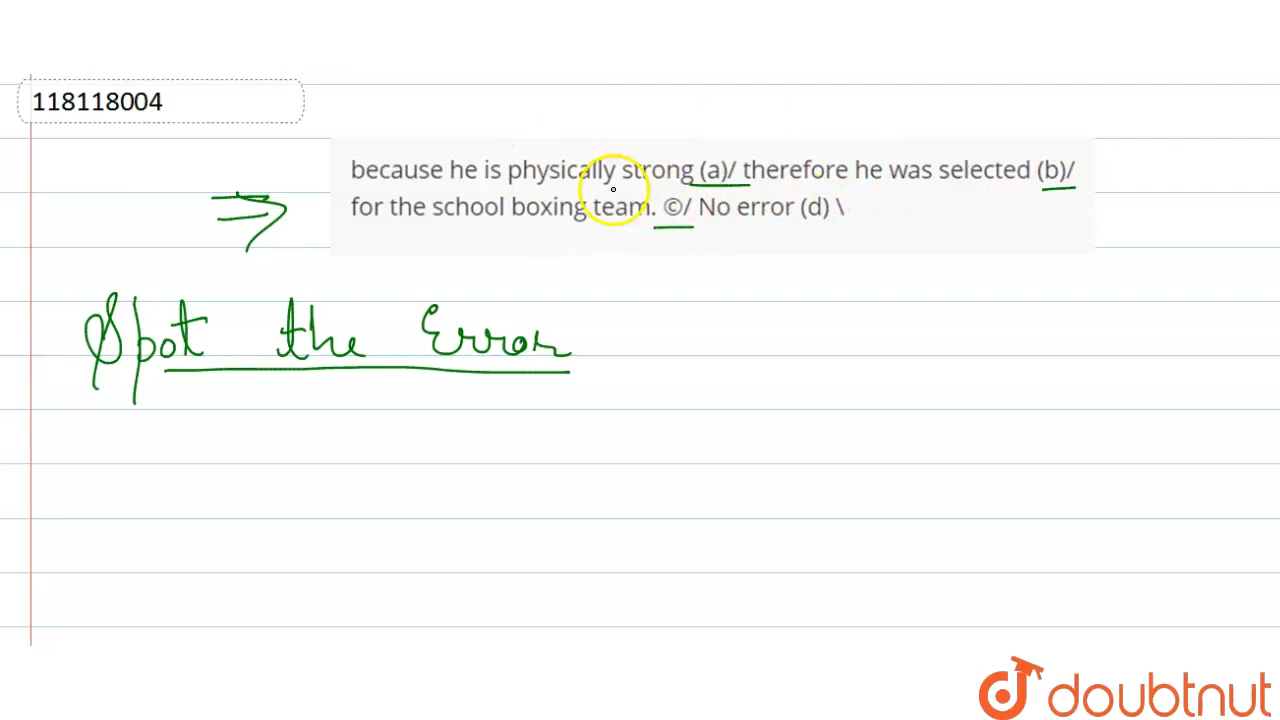 118118004
because he is physically strong (a)/ therefore he was selected (b)/
for the school boxing team. ©/ No error (d) \
Spot the Error
doubtnut